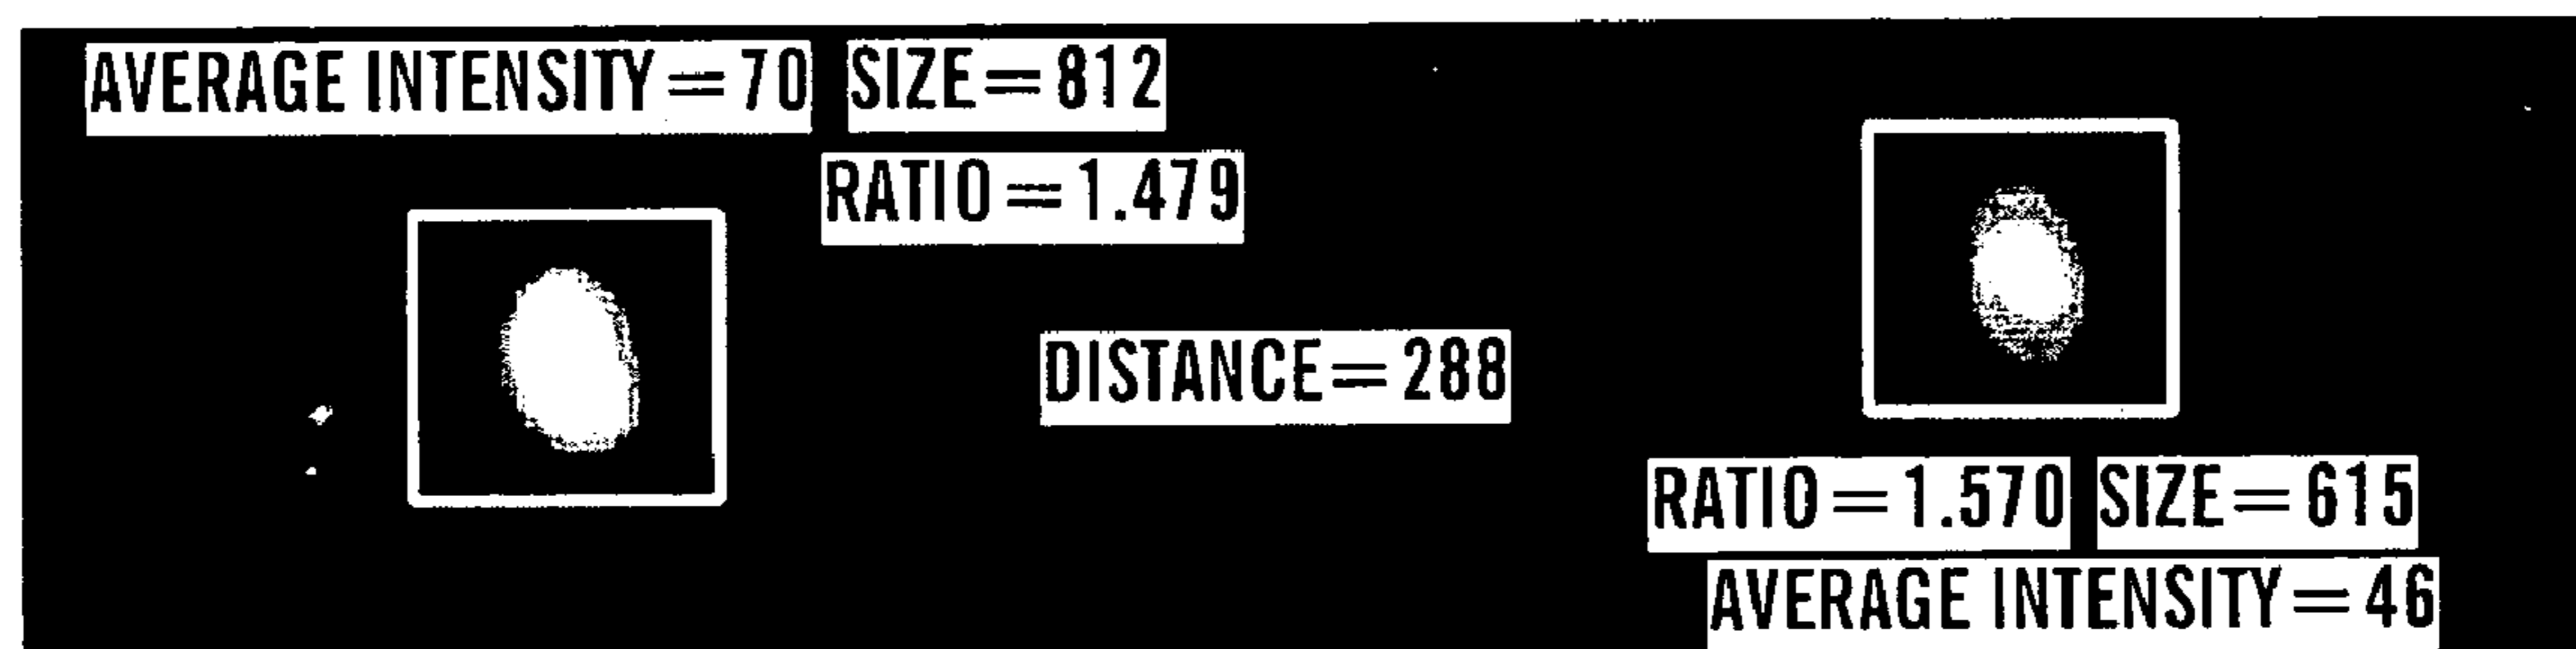 AVERAGE INTENSITY=70 SIZE=812
RATIO=1.479
DISTANCE=288
RATIO=1.570 SIZE=615
AVERAGE INTENSITY=46